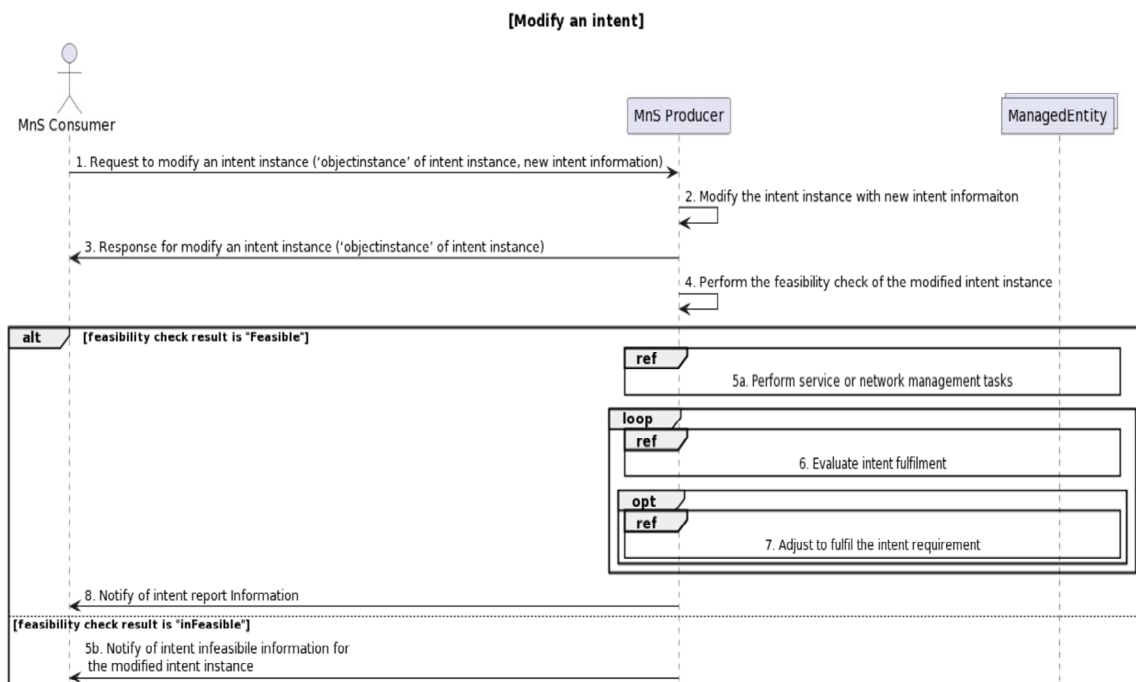 [Modify an intent]
MnS Consumer
MnS Producer
ManagedEntity
1. Request to modify an intent instance (‘objectinstance’ of intent instance, new intent information)
2. Modify the intent instance with new intent informaiton
3. Response for modify an intent instance (‘objectinstance’ of intent instance)
4. Perform the feasibility check of the modified intent instance
alt
[feasibility check result is "Feasible"]
ref
5a. Perform service or network management tasks
loop
ref
6. Evaluate intent fulfilment
opt
ref
7. Adjust to fulfil the intent requirement
8. Notify of intent report Information
[feasibility check result is "inFeasible"]
5b. Notify of intent infeasibile information for
the modified intent instance